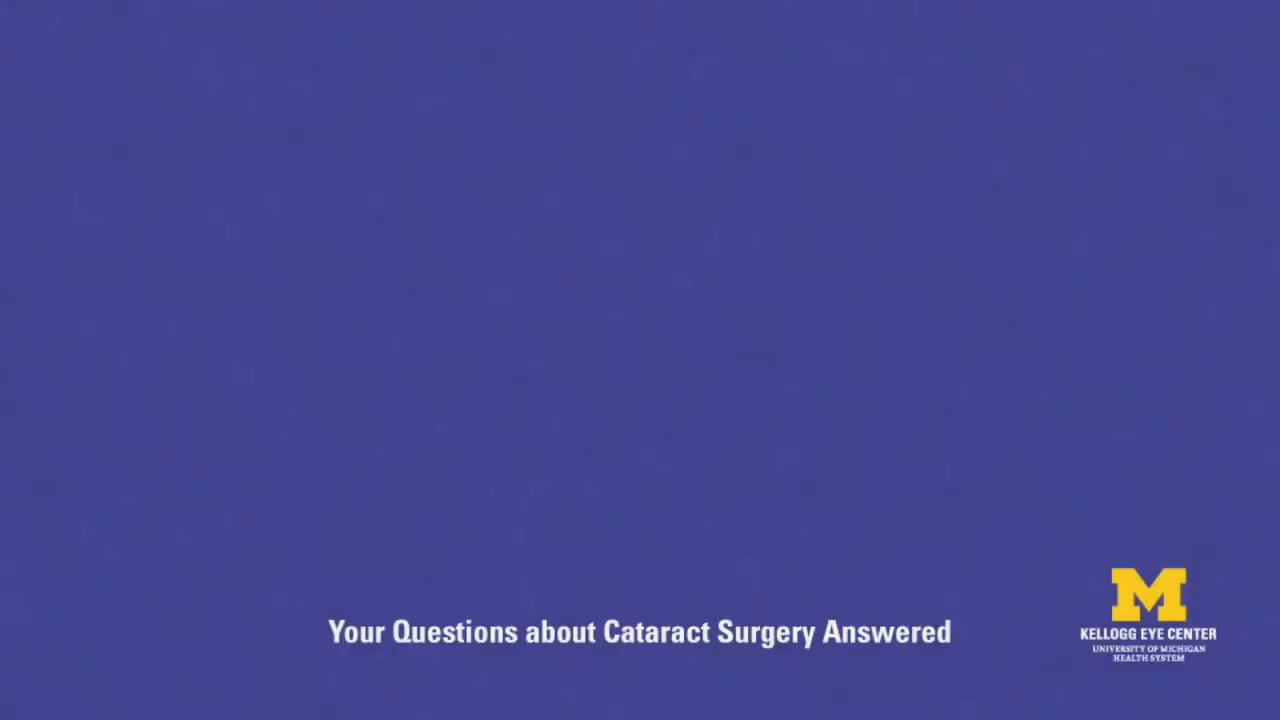 Your Questions about Cataract Surgery Answered
M
KELLOGG EYE CENTER
UNIVERSITY OF MICHIGAN
HEALTH SYSTEM